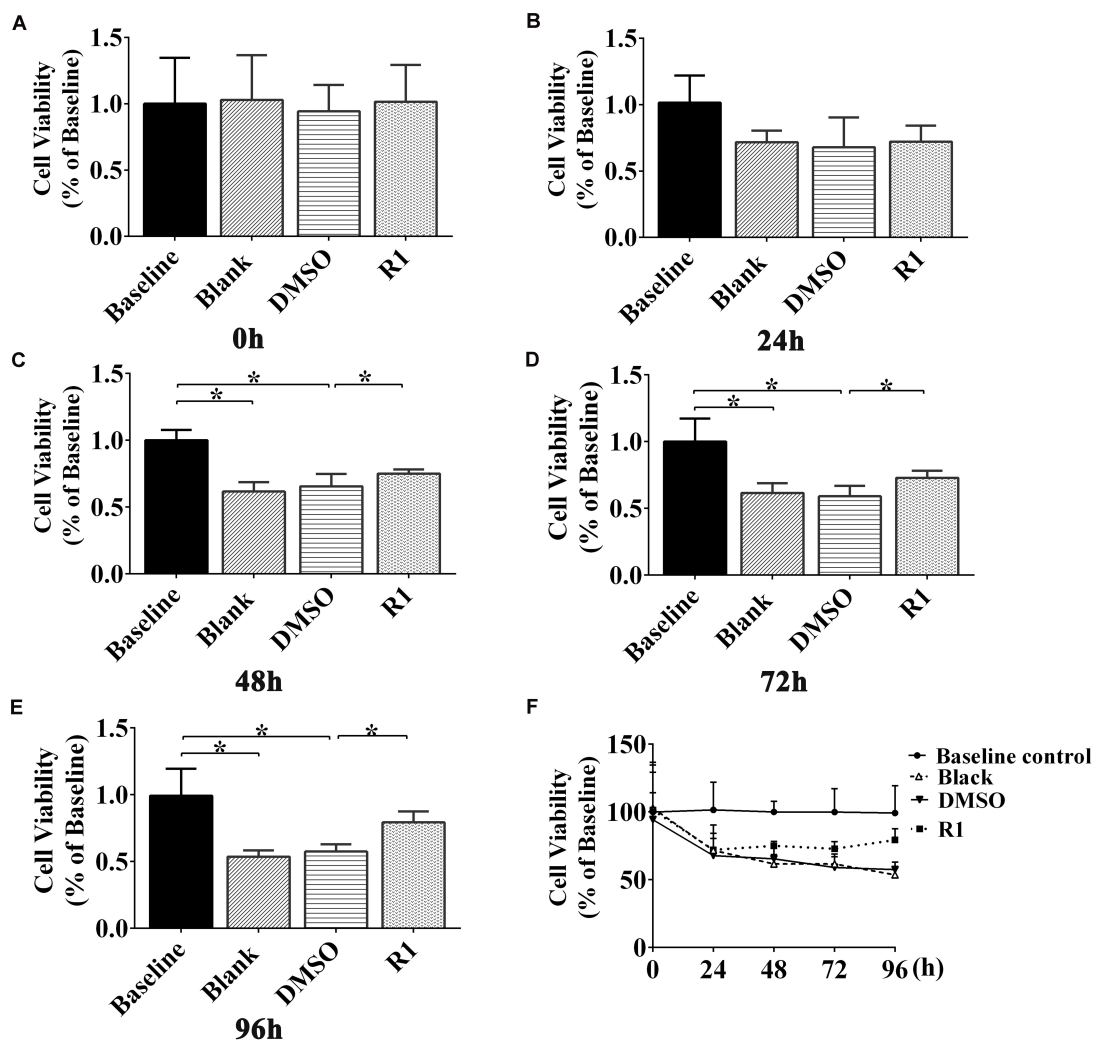 A
Cell Viability
(% of Baseline)
1.5
1.0
0.5
0.0
Baseline
Blank
DMSO
R1
0h
B
Cell Viability
(% of Baseline)
1.5
1.0
0.5
0.0
Baseline
Blank
DMSO
R1
24h
C
Cell Viability
(% of Baseline)
1.5
1.0
0.5
0.0
*
*
*
Baseline
Blank
DMSO
R1
48h
D
Cell Viability
(% of Baseline)
1.5
1.0
0.5
0.0
*
*
*
Baseline
Blank
DMSO
R1
72h
E
Cell Viability
(% of Baseline)
1.5
1.0
0.5
0.0
*
*
*
Baseline
Blank
DMSO
R1
96h
F
Cell Viability
(% of Baseline)
150
100
50
0
0 24 48 72 96 (h)
Baseline control
Black
DMSO
R1